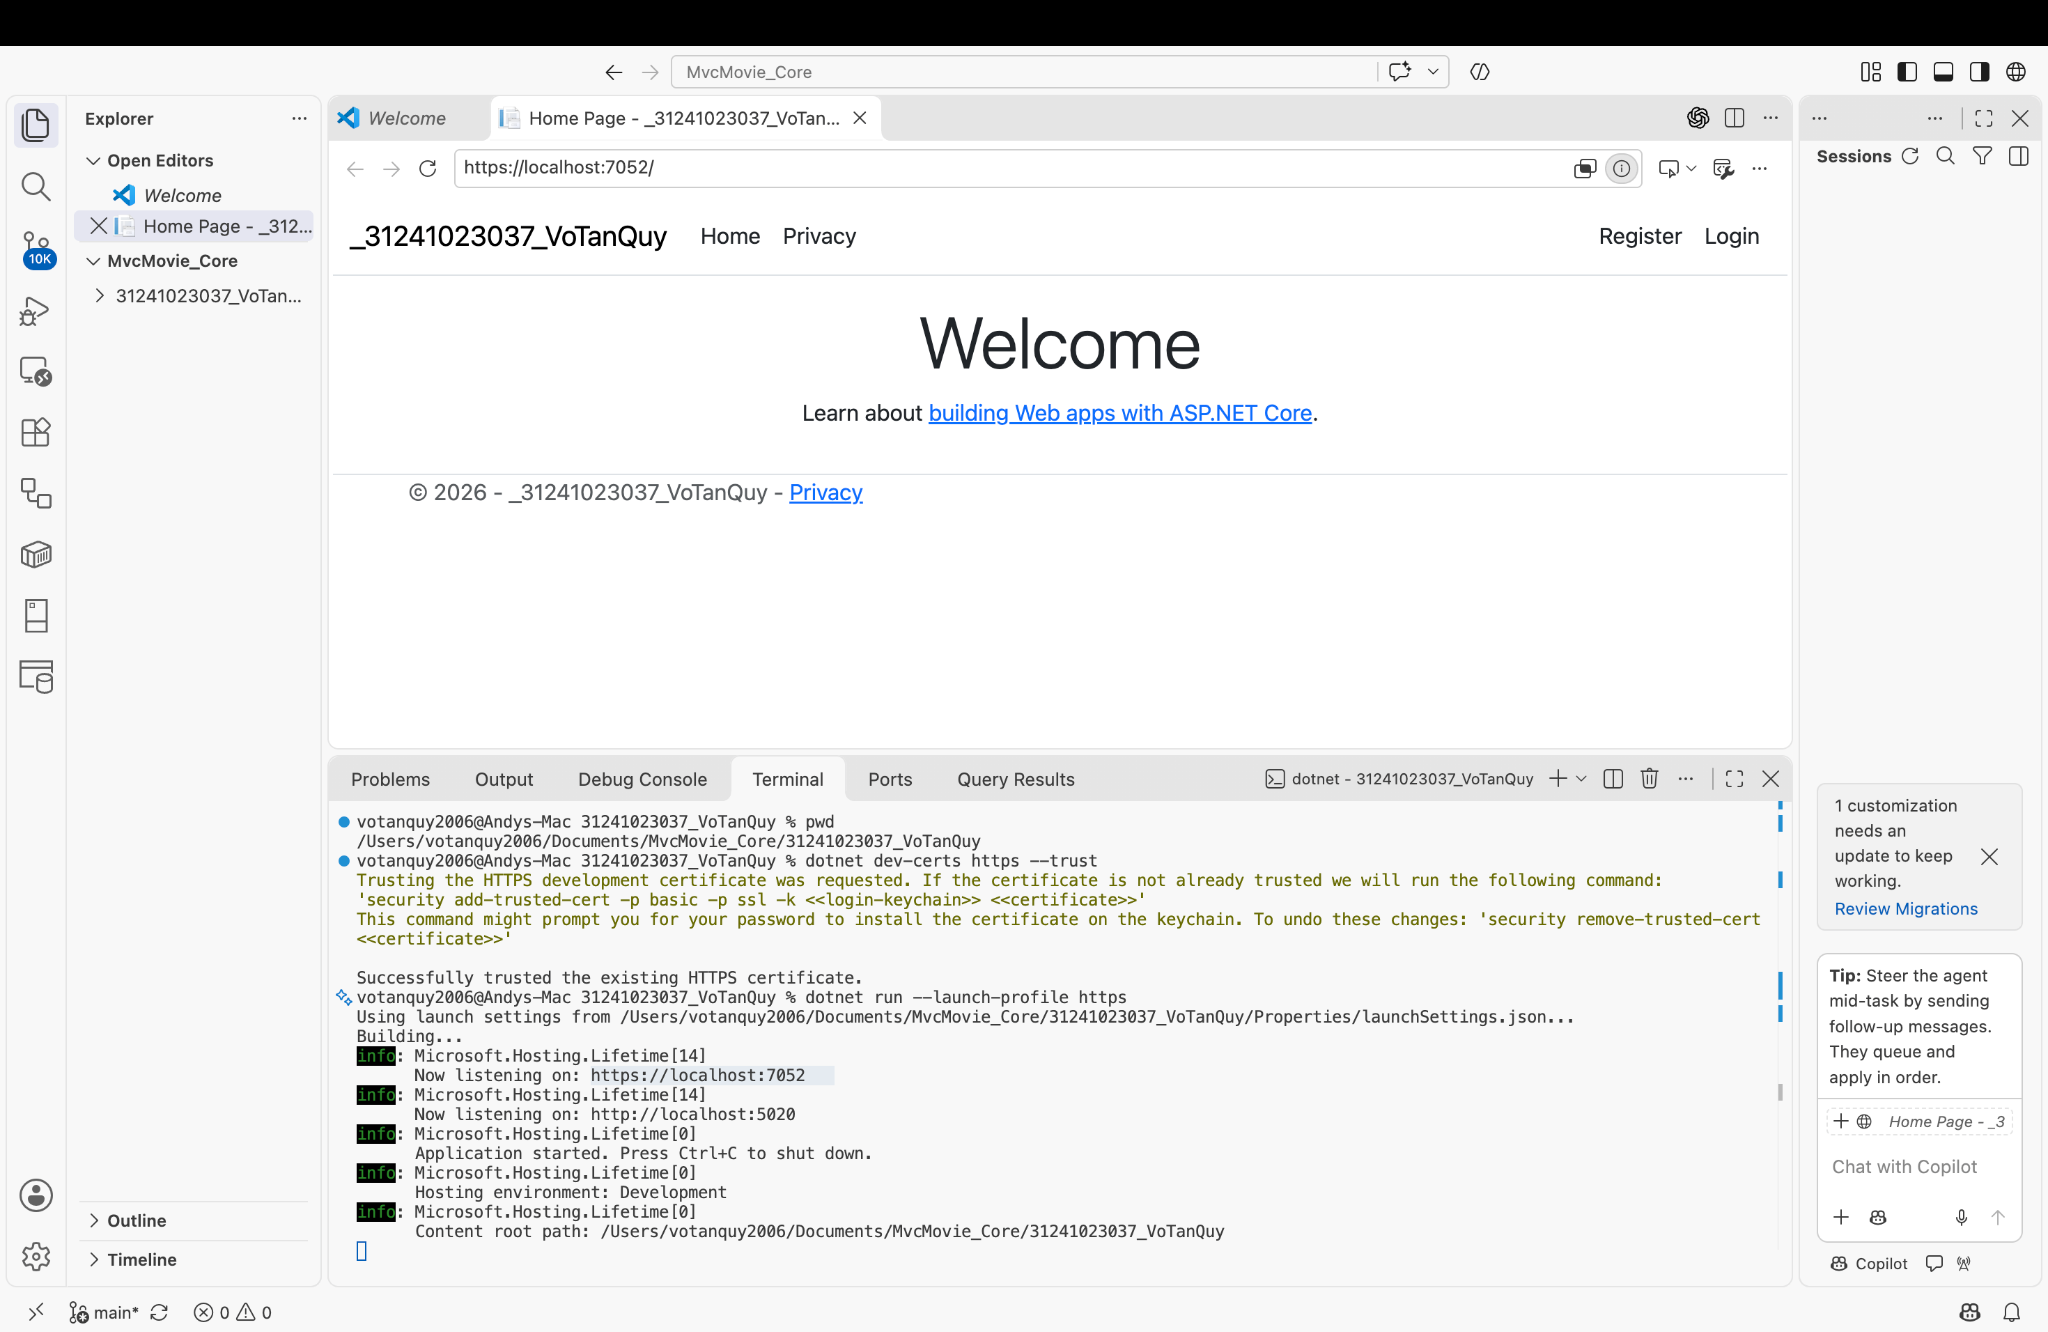 MvcMovie_Core
Explorer
Open Editors
Welcome
Home Page - _312...
10K
MvcMovie_Core
31241023037_VoTan...
Outline
Timeline
Welcome
Home Page - _31241023037_VoTan...
https://localhost:7052/
_31241023037_VoTanQuy Home Privacy Register Login
Welcome
Learn about building Web apps with ASP.NET Core.
© 2026 - _31241023037_VoTanQuy - Privacy
Problems Output Debug Console Terminal Ports Query Results dotnet - 31241023037_VoTanQuy
votanquy2006@Andys-Mac 31241023037_VoTanQuy % pwd
/Users/votanquy2006/Documents/MvcMovie_Core/31241023037_VoTanQuy
votanquy2006@Andys-Mac 31241023037_VoTanQuy % dotnet dev-certs https --trust
Trusting the HTTPS development certificate was requested. If the certificate is not already trusted we will run the following command:
'security add-trusted-cert -p basic -p ssl -k <<login-keychain>> <<certificate>>'
This command might prompt you for your password to install the certificate on the keychain. To undo these changes: 'security remove-trusted-cert
<<certificate>>'
Successfully trusted the existing HTTPS certificate.
votanquy2006@Andys-Mac 31241023037_VoTanQuy % dotnet run --launch-profile https
Using launch settings from /Users/votanquy2006/Documents/MvcMovie_Core/31241023037_VoTanQuy/Properties/launchSettings.json...
Building...
info: Microsoft.Hosting.Lifetime[14]
Now listening on: https://localhost:7052
info: Microsoft.Hosting.Lifetime[14]
Now listening on: http://localhost:5020
info: Microsoft.Hosting.Lifetime[0]
Application started. Press Ctrl+C to shut down.
info: Microsoft.Hosting.Lifetime[0]
Hosting environment: Development
info: Microsoft.Hosting.Lifetime[0]
Content root path: /Users/votanquy2006/Documents/MvcMovie_Core/31241023037_VoTanQuy
Sessions
1 customization
needs an
update to keep
working.
Review Migrations
Tip: Steer the agent
mid-task by sending
follow-up messages.
They queue and
apply in order.
Home Page - _3
Chat with Copilot
Copilot
main* 0 0